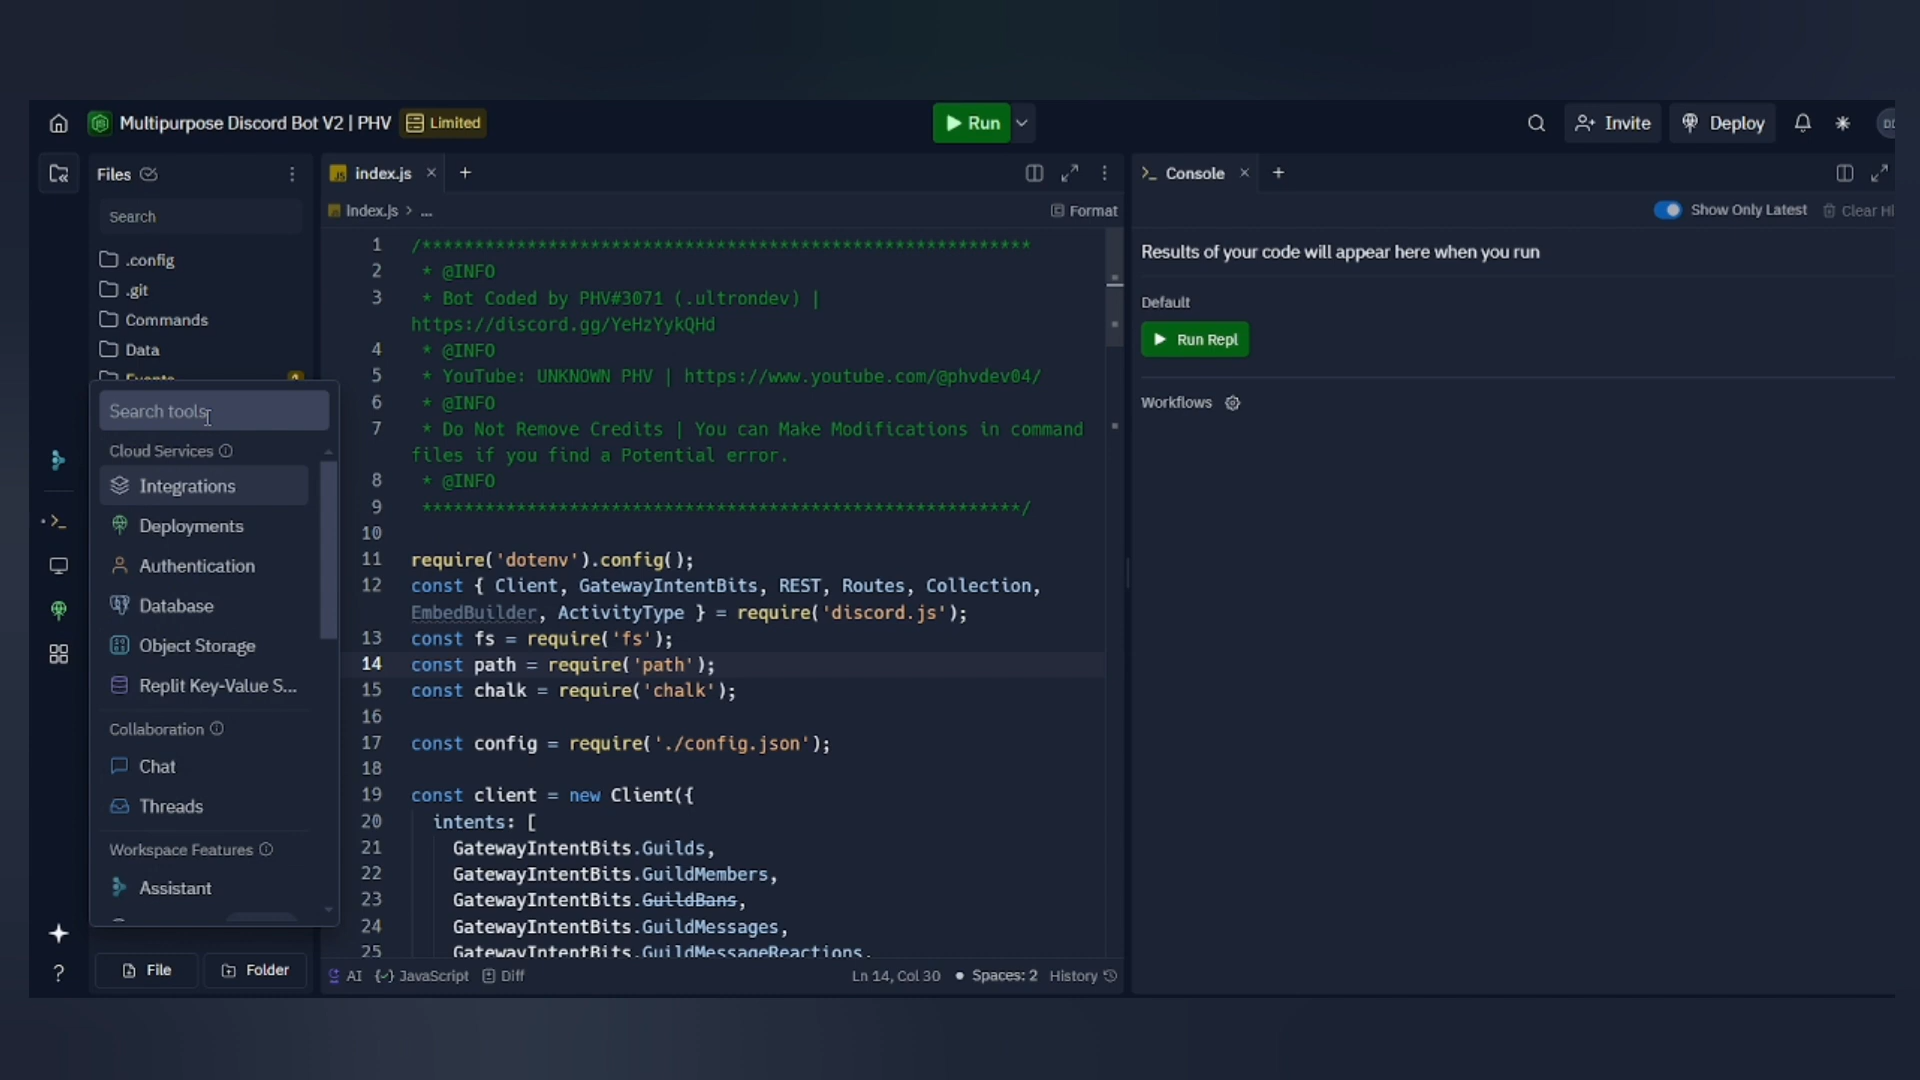 Multipurpose Discord Bot V2 | PHV
Limited
Run
Invite
Deploy
Files
index.js
Console
Search
Index.js > ...
Format
Show Only Latest
Clear Hi
.config
.git
Commands
Data
Search tools
Cloud Services
Integrations
Deployments
Authentication
Database
Object Storage
Replit Key-Value S...
Collaboration
Chat
Threads
Workspace Features
Assistant
File
Folder
1 /**********************************************************
2 * @INFO
3 * Bot Coded by PHV#3071 (.ultrondev) |
https://discord.gg/YeHzYykQHd
4 * @INFO
5 * YouTube: UNKNOWN PHV | https://www.youtube.com/@phvdev04/
6 * @INFO
7 * Do Not Remove Credits | You can Make Modifications in command
files if you find a Potential error.
8 * @INFO
9 *********************************************************/
10
11 require('dotenv').config();
12 const { Client, GatewayIntentBits, REST, Routes, Collection,
EmbedBuilder, ActivityType } = require('discord.js');
13 const fs = require('fs');
14 const path = require('path');
15 const chalk = require('chalk');
16
17 const config = require('./config.json');
18
19 const client = new Client({
20 intents: [
21 GatewayIntentBits.Guilds,
22 GatewayIntentBits.GuildMembers,
23 GatewayIntentBits.GuildBans,
24 GatewayIntentBits.GuildMessages,
25 GatewayIntentBits.GuildMessageReactions,
AI
JavaScript
Diff
Ln 14, Col 30
Spaces: 2
History
Results of your code will appear here when you run
Default
Run Repl
Workflows